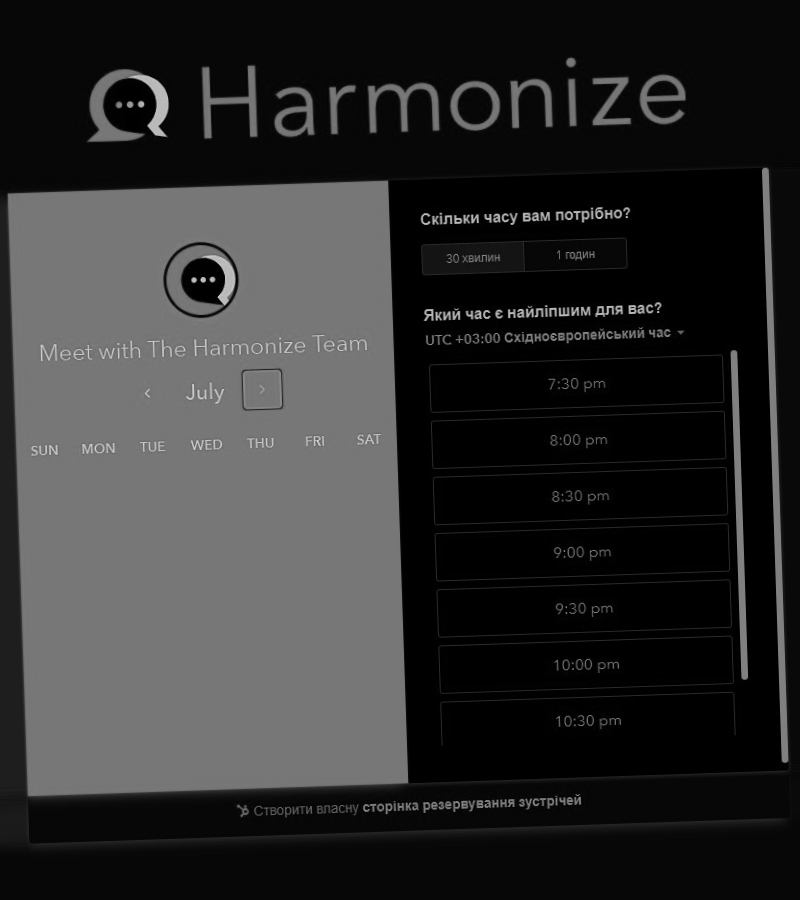 Harmonize
Meet with The Harmonize Team
July
SUN MON TUE WED THU FRI SAT
Скільки часу вам потрібно?
30 хвилин 1 годин
Який час є найліпшим для вас?
UTC +03:00 Східноєвропейський час
7:30 pm
8:00 pm
8:30 pm
9:00 pm
9:30 pm
10:00 pm
10:30 pm
Створити власну сторінка резервування зустрічей